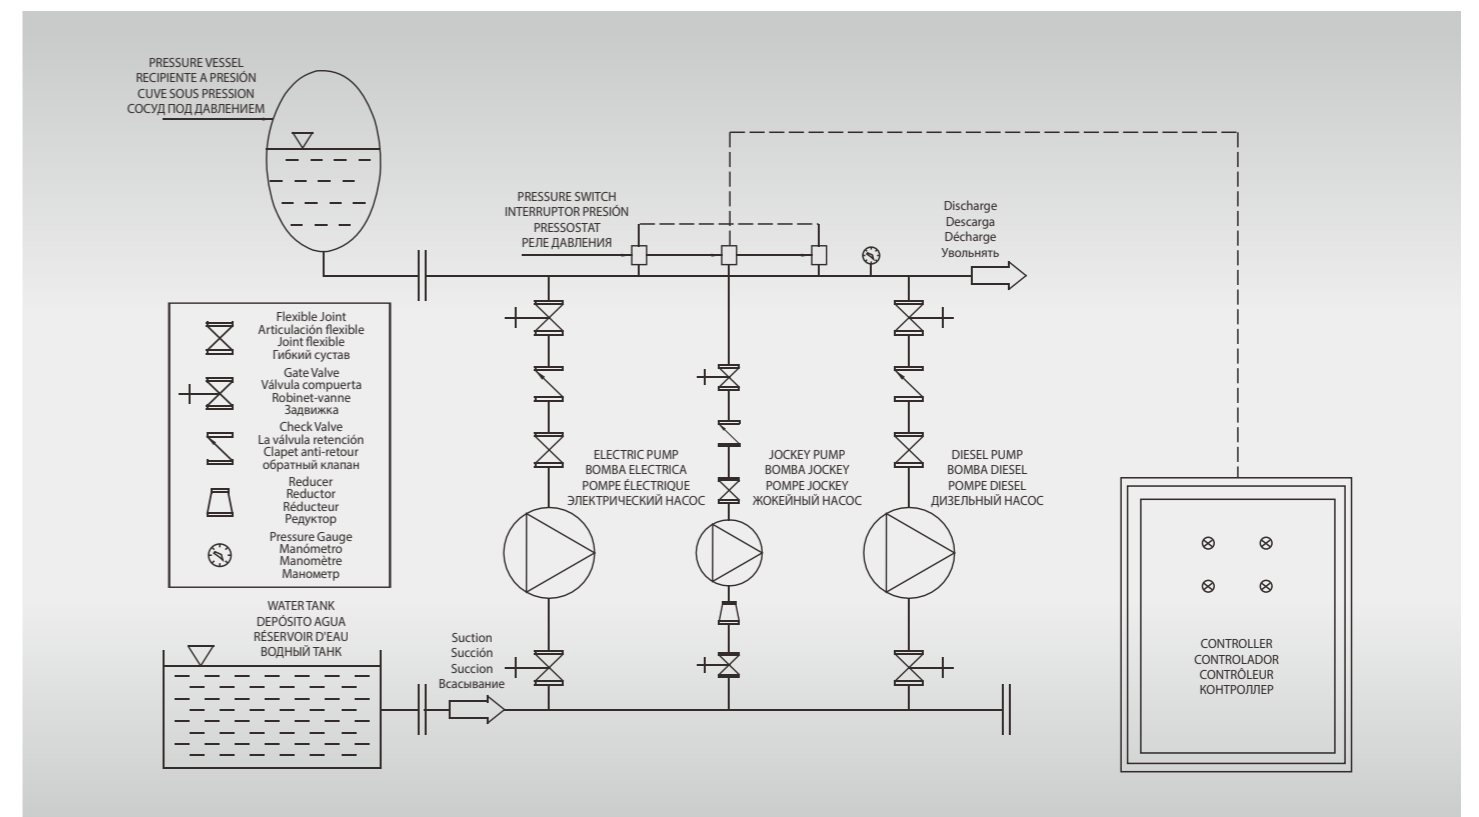 PRESSURE VESSEL
RECIPIENTE A PRESIÓN
CUVE SOUS PRESSION
СОСУД ПОД ДАВЛЕНИЕМ
PRESSURE SWITCH
INTERRUPTOR PRESIÓN
PRESSOSTAT
РЕЛЕ ДАВЛЕНИЯ
Discharge
Descarga
Décharge
Увольнять
Flexible Joint
Articulación flexible
Joint flexible
Гибкий сустав
Gate Valve
Válvula compuerta
Robinet-vanne
Задвижка
Check Valve
La válvula retención
Clapet anti-retour
обратный клапан
Reducer
Reductor
Réducteur
Редуктор
Pressure Gauge
Manómetro
Manomètre
Манометр
ELECTRIC PUMP
BOMBA ELECTRICA
POMPE ÉLECTRIQUE
ЭЛЕКТРИЧЕСКИЙ НАСОС
JOCKEY PUMP
BOMBA JOCKEY
POMPE JOCKEY
ЖОКЕЙНЫЙ НАСОС
DIESEL PUMP
BOMBA DIESEL
POMPE DIESEL
ДИЗЕЛЬНЫЙ НАСОС
WATER TANK
DEPÓSITO AGUA
RÉSERVOIR D'EAU
ВОДНЫЙ ТАНК
Suction
Succión
Succion
Всасывание
CONTROLLER
CONTROLADOR
CONTRÔLEUR
КОНТРОЛЛЕР